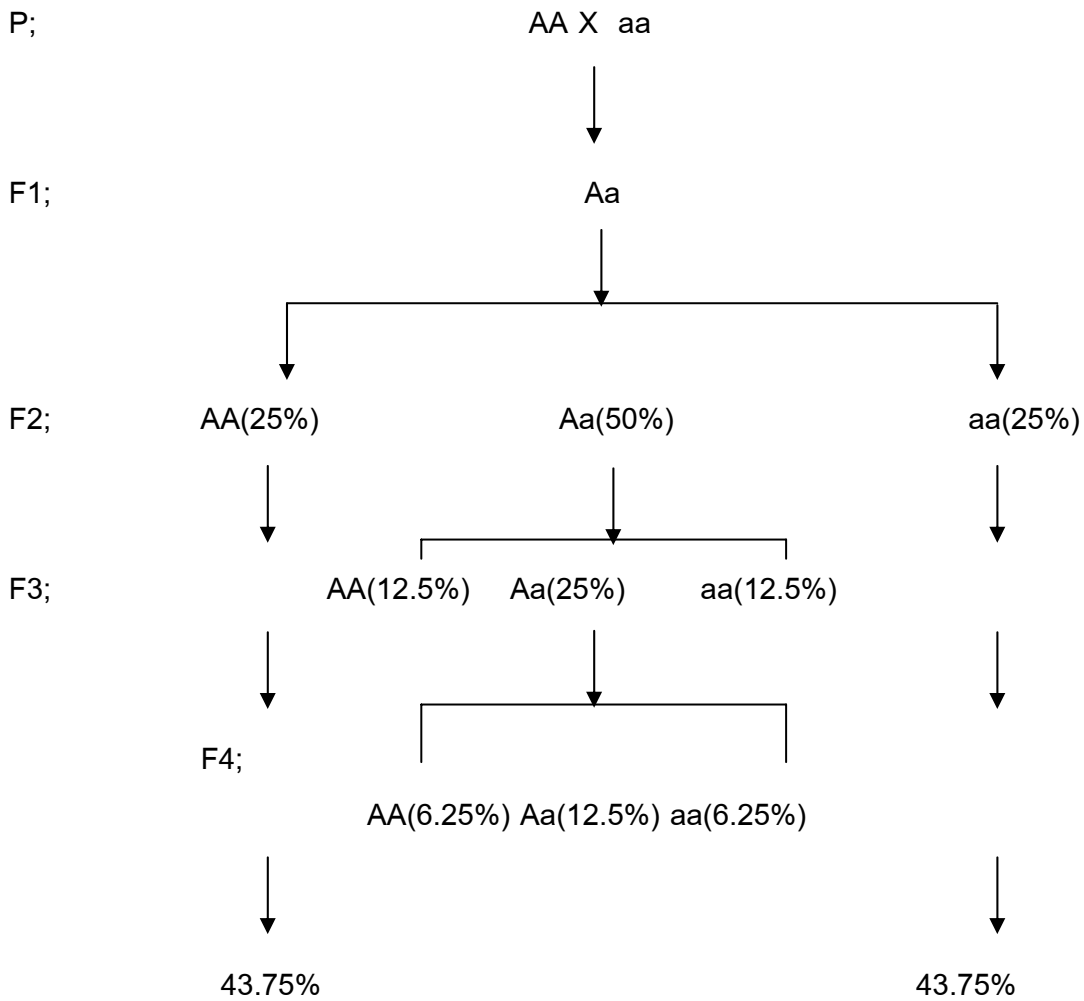 P; AA X aa
F1; Aa
F2; AA(25%) Aa(50%) aa(25%)
F3; AA(12.5%) Aa(25%) aa(12.5%)
F4;
AA(6.25%) Aa(12.5%) aa(6.25%)
43.75% 43.75%